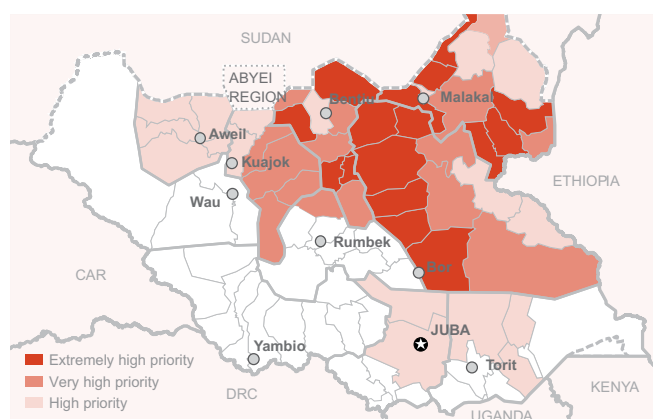 SUDAN
ABYEI
REGION
Bentiu
Malakal
Aweil
Kuajok
ETHIOPIA
Wau
Rumbek
Bor
CAR
JUBA
Yambio
Torit
Extremely high priority
Very high priority
High priority
DRC
KENYA
UGANDA